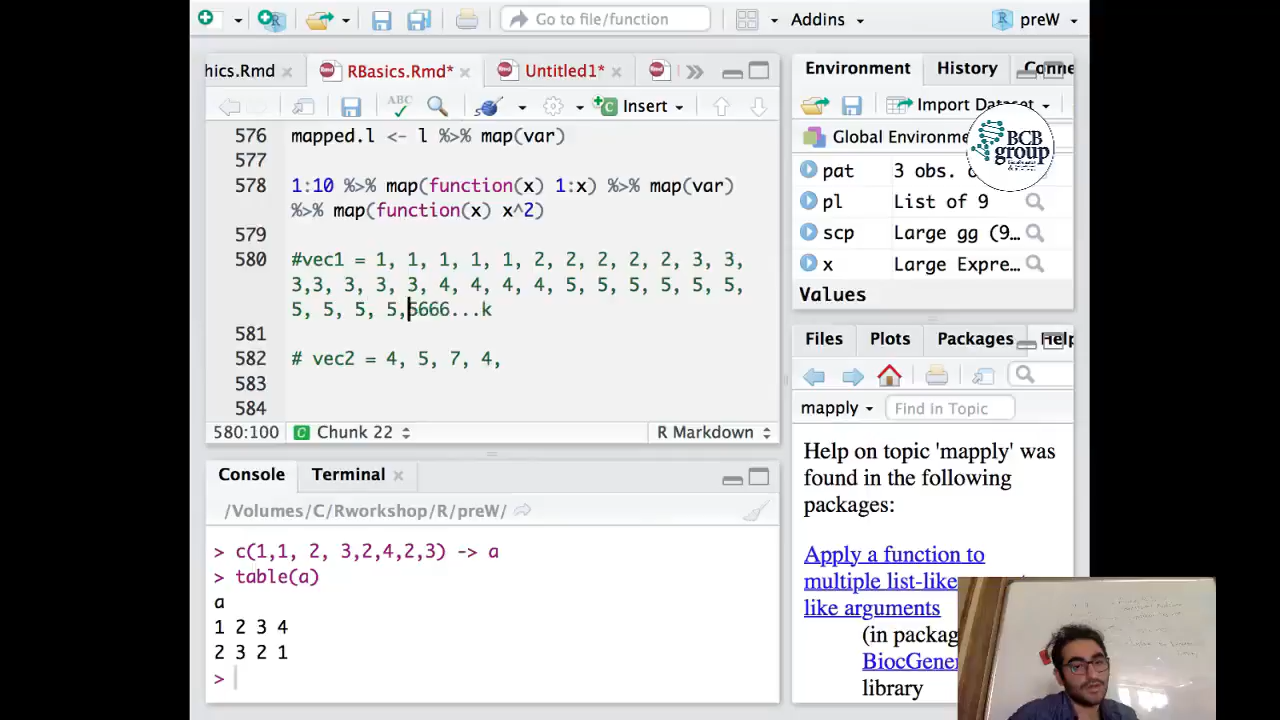 Go to file/function
Addins
preW
hics.Rmd
RBasics.Rmd*
Untitled1*
ABC
Insert
576 mapped.l <- l %>% map(var)
577
578 1:10 %>% map(function(x) 1:x) %>% map(var)
%>% map(function(x) x^2)
579
580 #vec1 = 1, 1, 1, 1, 1, 2, 2, 2, 2, 2, 3, 3,
3,3, 3, 3, 3, 4, 4, 4, 4, 5, 5, 5, 5, 5, 5,
5, 5, 5, 5,5666...k
581
582 # vec2 = 4, 5, 7, 4,
583
584
580:100 Chunk 22 R Markdown
Console Terminal
/Volumes/C/Rworkshop/R/preW/
> c(1,1, 2, 3,2,4,2,3) -> a
> table(a)
a
1 2 3 4
2 3 2 1
>
Environment History Conne
Import Dataset
Global Environme
BCB
group
pat 3 obs. o
pl List of 9
scp Large gg (9…
x Large Expre…
Values
Files Plots Packages Help
mapply Find in Topic
Help on topic 'mapply' was
found in the following
packages:
Apply a function to
multiple list-like
like arguments
(in packag
BiocGener
library